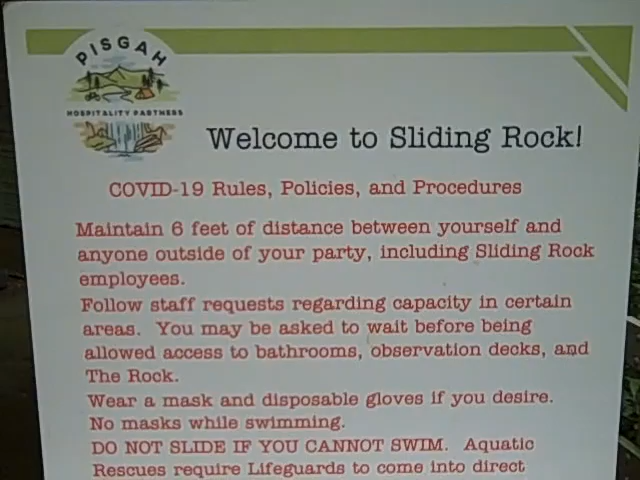 PISGAH
HOSPITALITY PARTNERS
Welcome to Sliding Rock!
COVID-19 Rules, Policies, and Procedures
Maintain 6 feet of distance between yourself and
anyone outside of your party, including Sliding Rock
employees.
Follow staff requests regarding capacity in certain
areas. You may be asked to wait before being
allowed access to bathrooms, observation decks, and
The Rock.
Wear a mask and disposable gloves if you desire.
No masks while swimming.
DO NOT SLIDE IF YOU CANNOT SWIM. Aquatic
Rescues require Lifeguards to come into direct